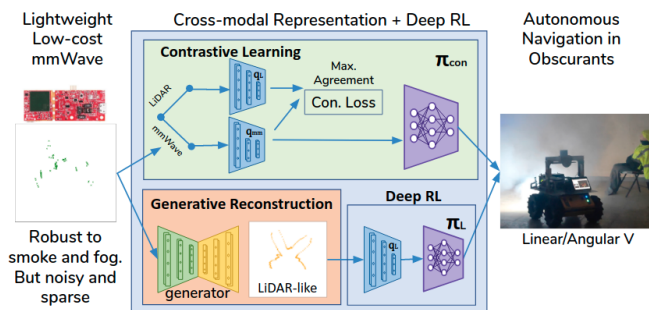 Lightweight
Low-cost
mmWave
Robust to
smoke and fog.
But noisy and
sparse
Cross-modal Representation + Deep RL
Contrastive Learning
LiDAR
mmWave
qL
qmm
Max.
Agreement
Con. Loss
πcon
Generative Reconstruction
generator
LiDAR-like
Deep RL
qL
πL
Autonomous
Navigation in
Obscurants
Linear/Angular V